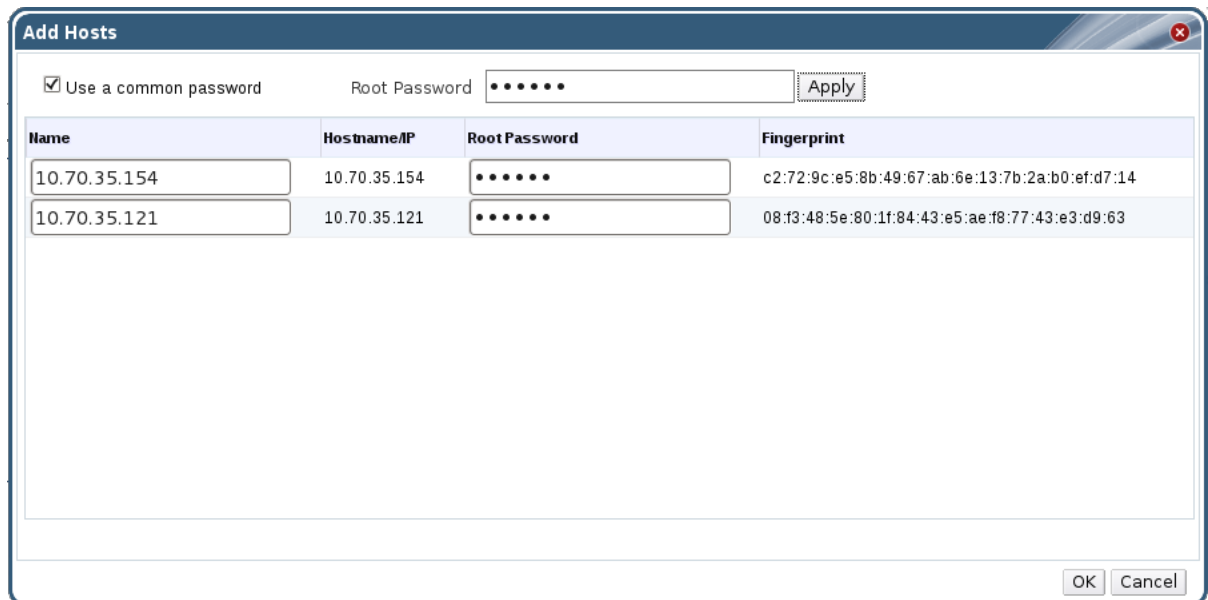 Add Hosts
Use a common password Root Password •••••• Apply
Name Hostname/IP Root Password Fingerprint
10.70.35.154 10.70.35.154 •••••• c2:72:9c:e5:8b:49:67:ab:6e:13:7b:2a:b0:ef:d7:14
10.70.35.121 10.70.35.121 •••••• 08:f3:48:5e:80:1f:84:43:e5:ae:f8:77:43:e3:d9:63
OK Cancel